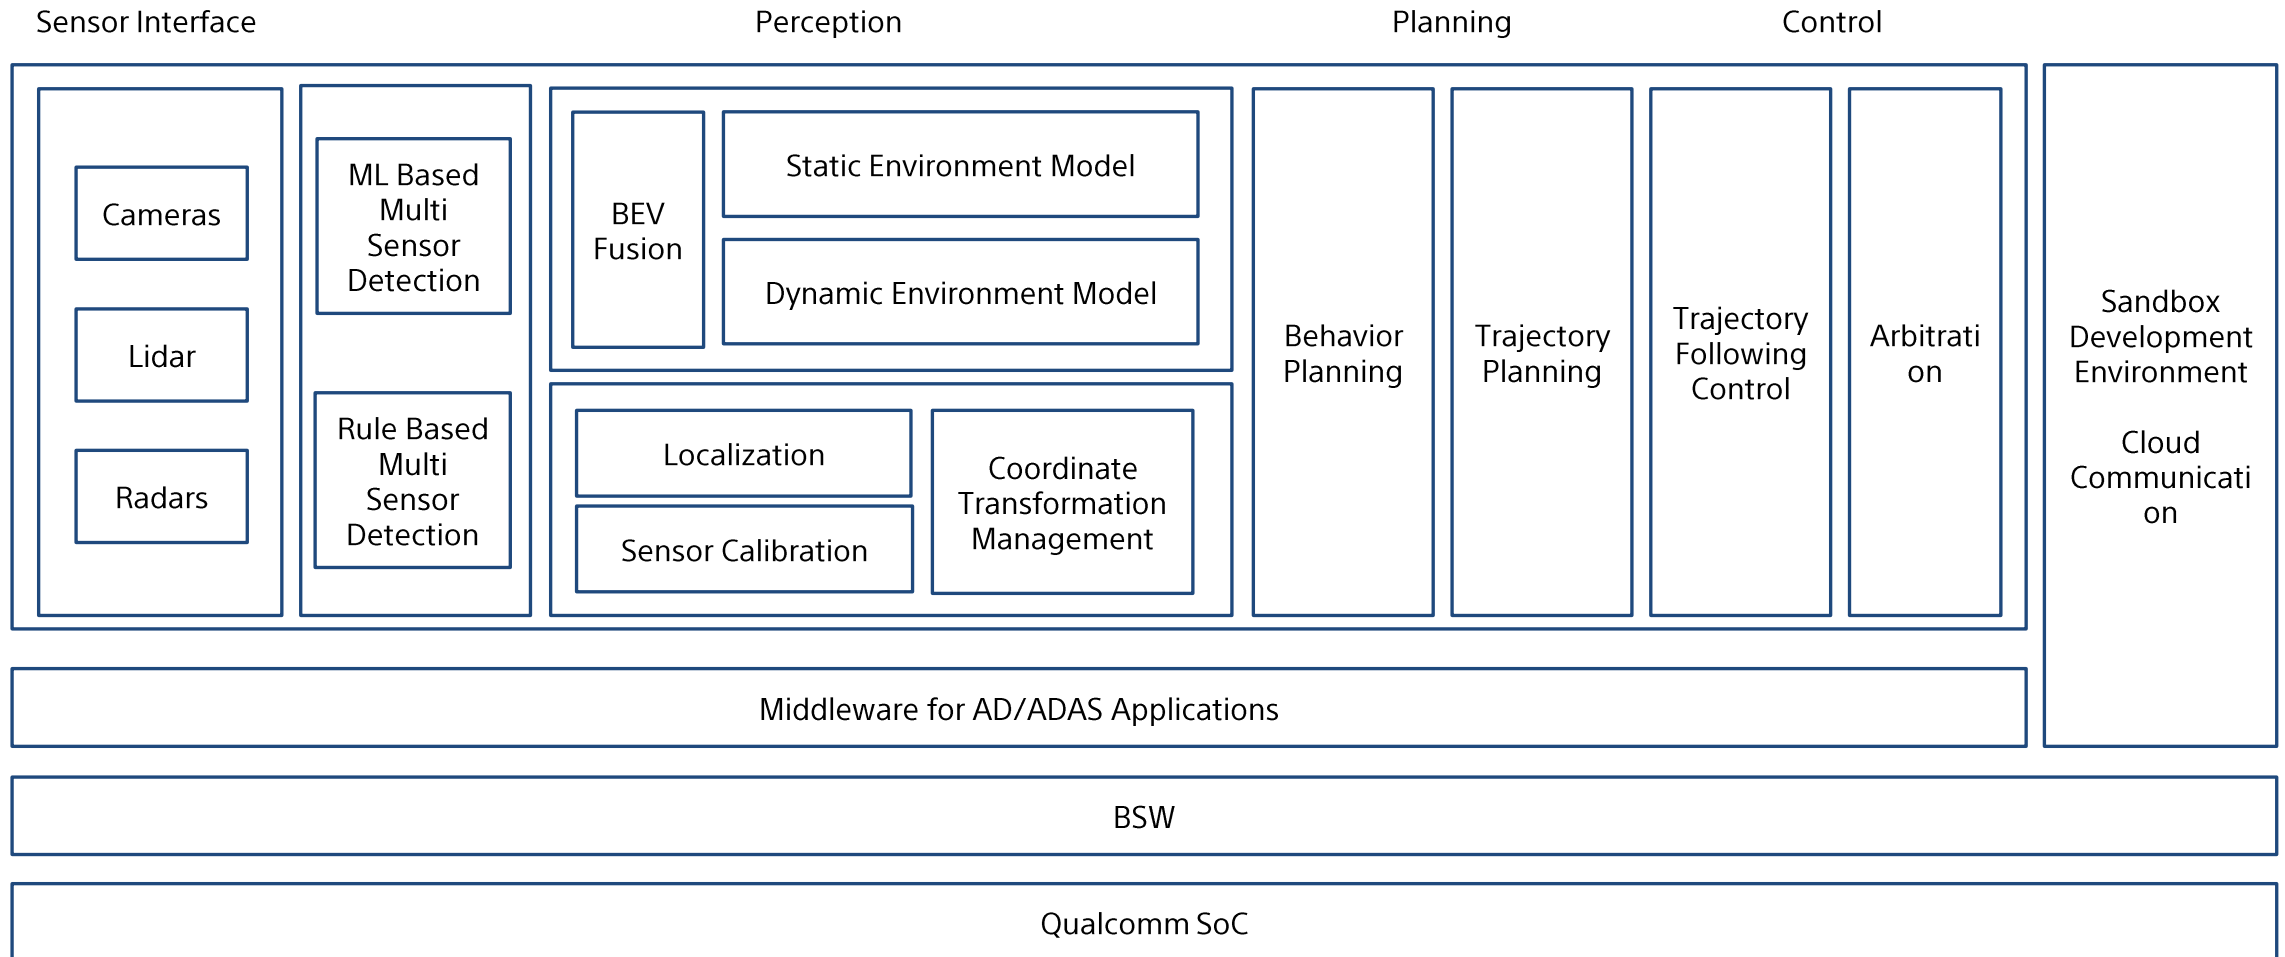 Sensor Interface
Perception
Planning
Control
Cameras
Lidar
Radars
ML Based
Multi
Sensor
Detection
Rule Based
Multi
Sensor
Detection
BEV
Fusion
Static Environment Model
Dynamic Environment Model
Localization
Sensor Calibration
Coordinate
Transformation
Management
Behavior
Planning
Trajectory
Planning
Trajectory
Following
Control
Arbitrati
on
Sandbox
Development
Environment
Cloud
Communicati
on
Middleware for AD/ADAS Applications
BSW
Qualcomm SoC